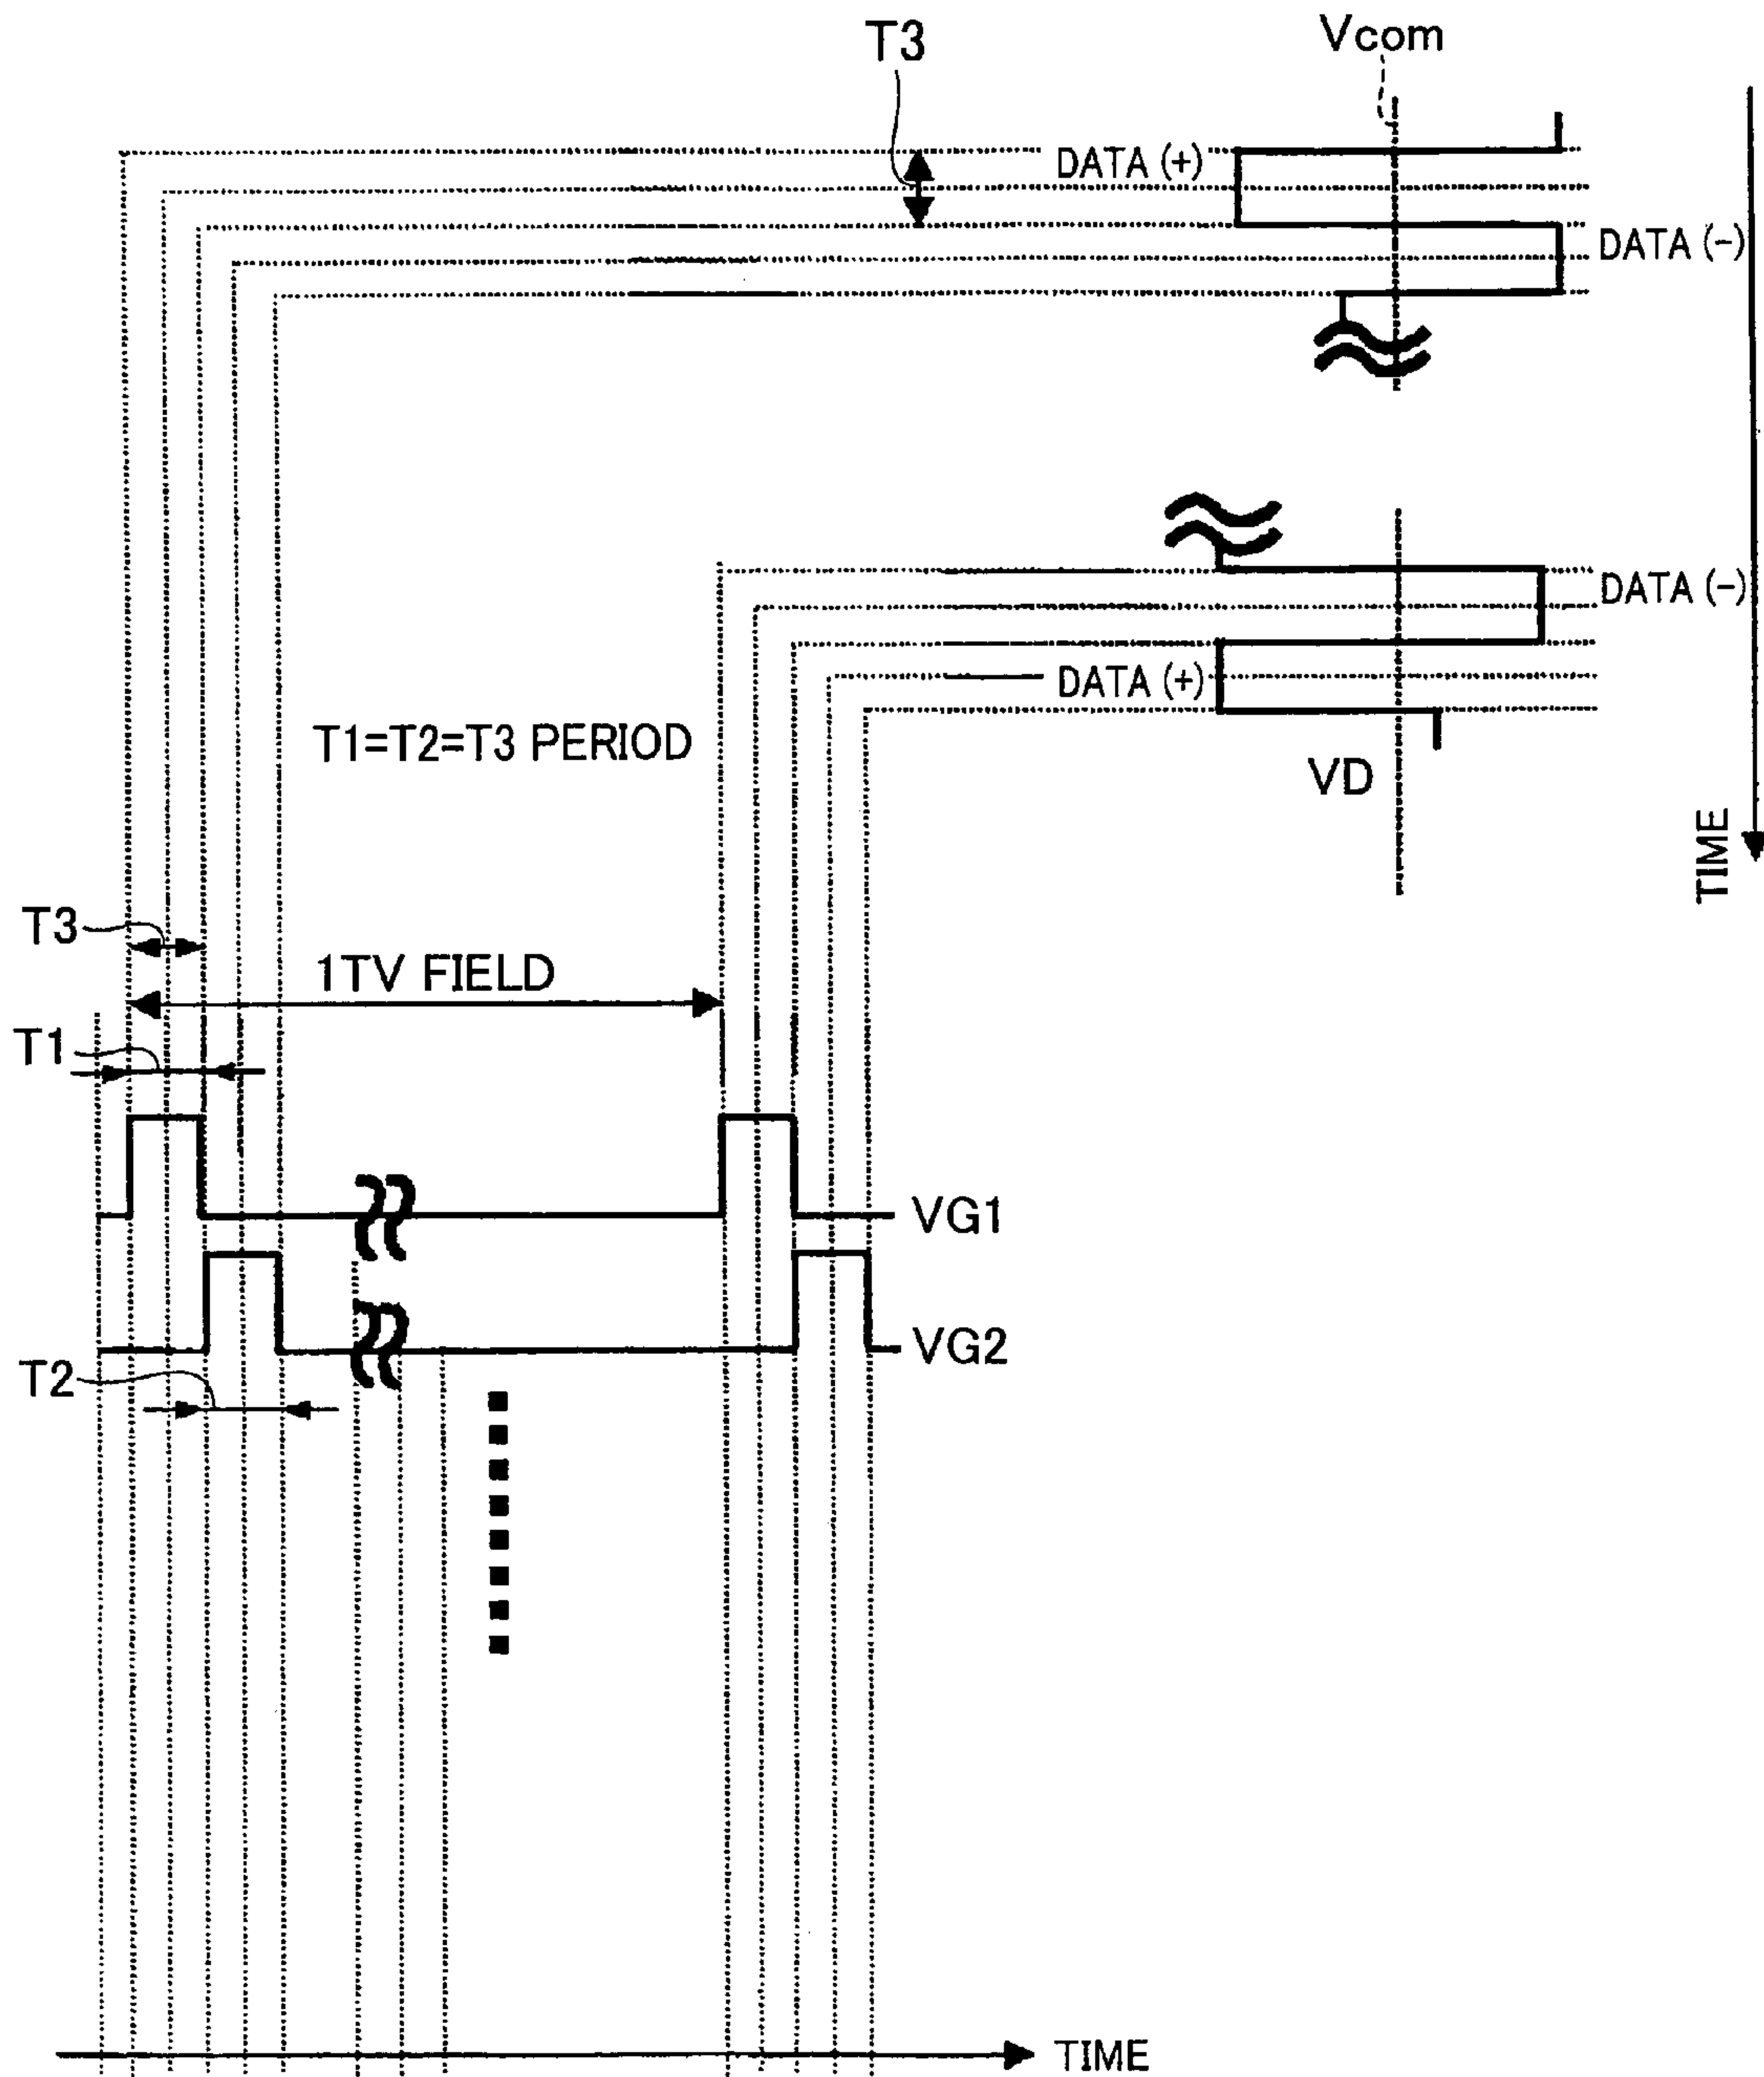 T3
Vcom
DATA (+)
DATA (-)
DATA (-)
DATA (+)
T1=T2=T3 PERIOD
VD
TIME
T3
1TV FIELD
T1
VG1
VG2
T2
TIME